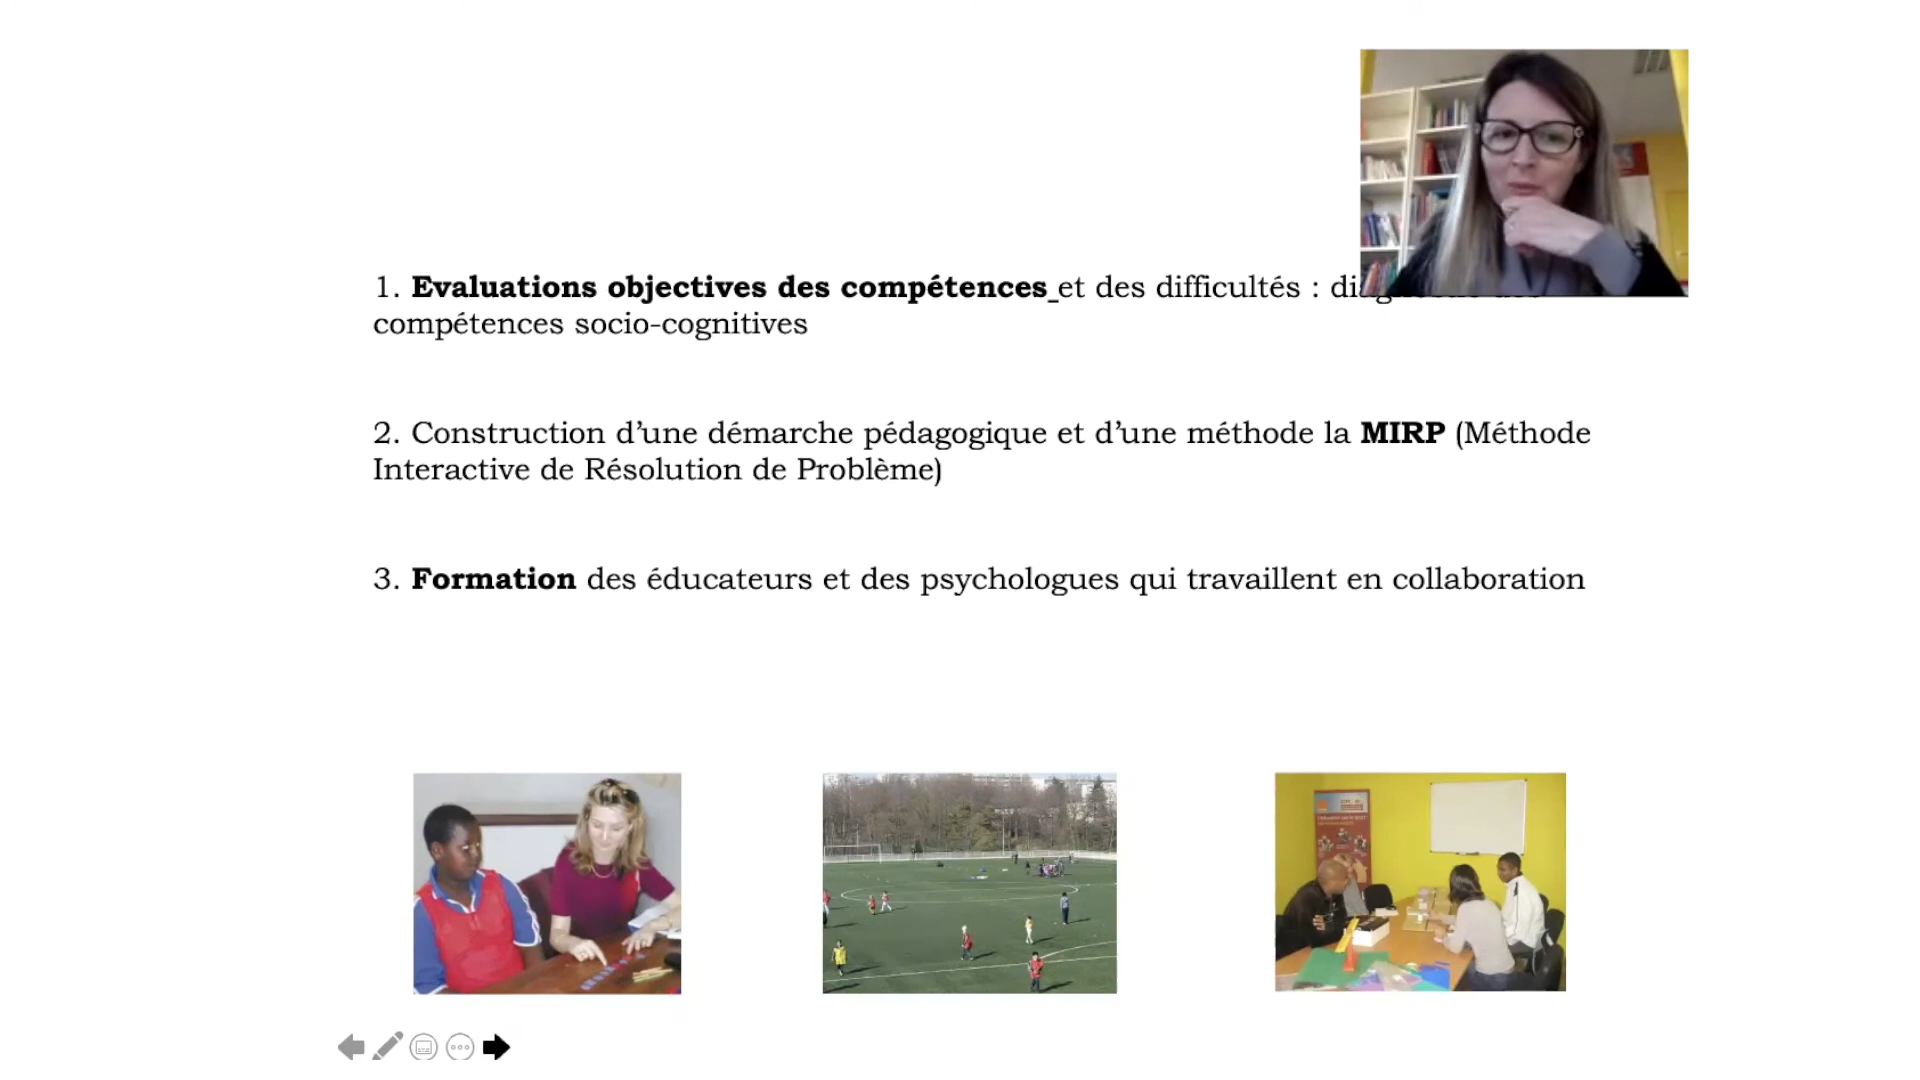 1. Evaluations objectives des compétences et des difficultés :
compétences socio-cognitives
2. Construction d’une démarche pédagogique et d’une méthode la MIRP (Méthode
Interactive de Résolution de Problème)
3. Formation des éducateurs et des psychologues qui travaillent en collaboration